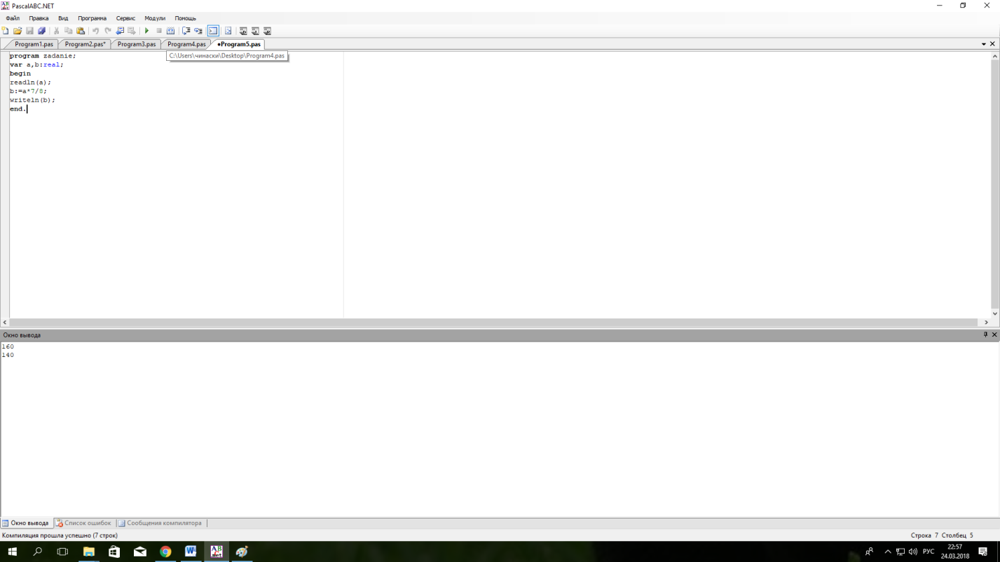 PascalABC.NET
Файл Правка Вид Программа Сервис Модули Помощь
Program1.pas Program2.pas* Program3.pas Program4.pas •Program5.pas
C:\Users\чинаски\Desktop\Program4.pas
program zadanie;
var a,b:real;
begin
readln(a);
b:=a*7/8;
writeln(b);
end.
Окно вывода
160
140
Окно вывода Список ошибок Сообщения компилятора
Компиляция прошла успешно (7 строк) Строка 7 Столбец 5
РУС 22:57
24.03.2018